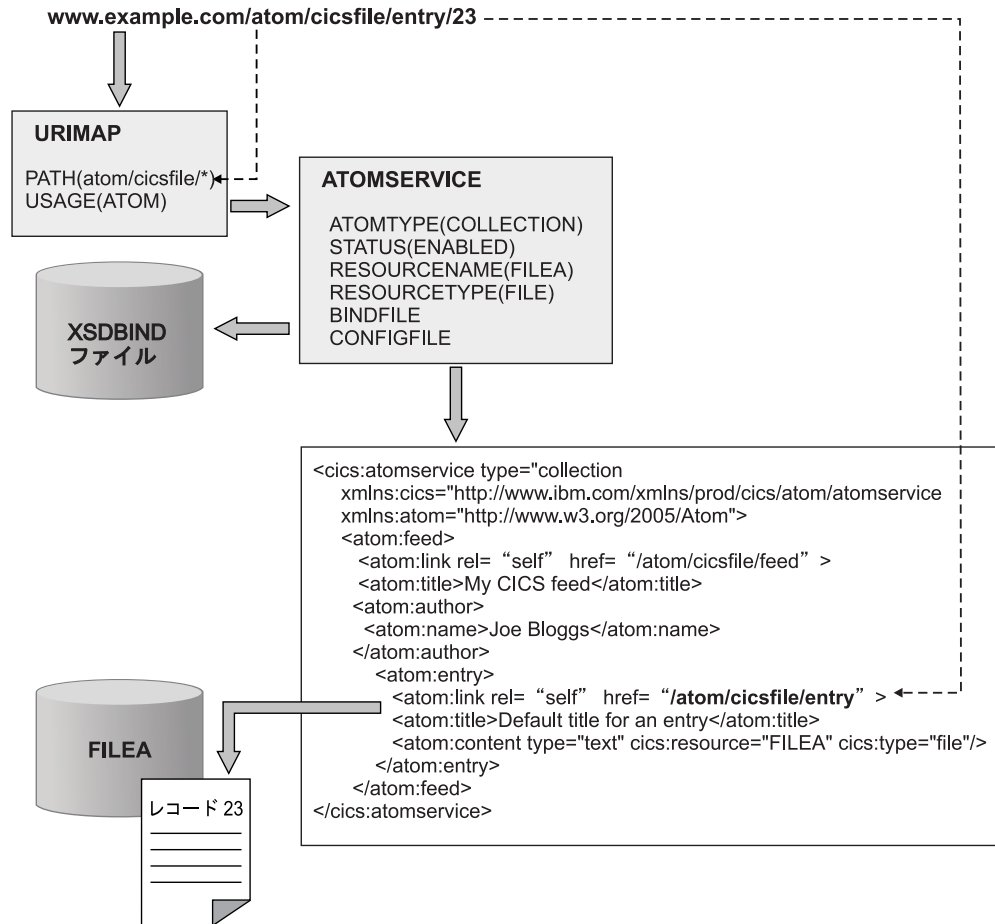 www.example.com/atom/cicsfile/entry/23
URIMAP
PATH(atom/cicsfile/*)
USAGE(ATOM)
ATOMSERVICE
ATOMTYPE(COLLECTION)
STATUS(ENABLED)
RESOURCENAME(FILEA)
RESOURCETYPE(FILE)
BINDFILE
CONFIGFILE
XSDBIND
ファイル
<cics:atomservice type="collection
xmlns:cics="http://www.ibm.com/xmlns/prod/cics/atom/atomservice
xmlns:atom="http://www.w3.org/2005/Atom">
<atom:feed>
<atom:link rel= “self” href= “/atom/cicsfile/feed” >
<atom:title>My CICS feed</atom:title>
<atom:author>
<atom:name>Joe Bloggs</atom:name>
</atom:author>
<atom:entry>
<atom:link rel= “self” href= “/atom/cicsfile/entry” >
<atom:title>Default title for an entry</atom:title>
<atom:content type="text" cics:resource="FILEA" cics:type="file"/>
</atom:entry>
</atom:feed>
</cics:atomservice>
FILEA
レコード 23